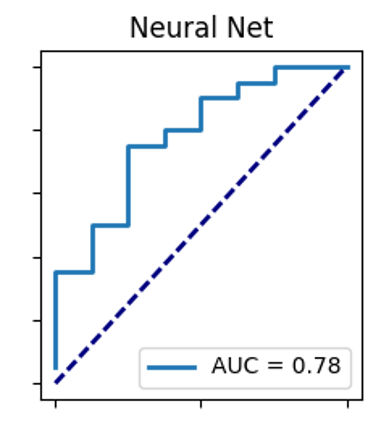 Neural Net
AUC = 0.78